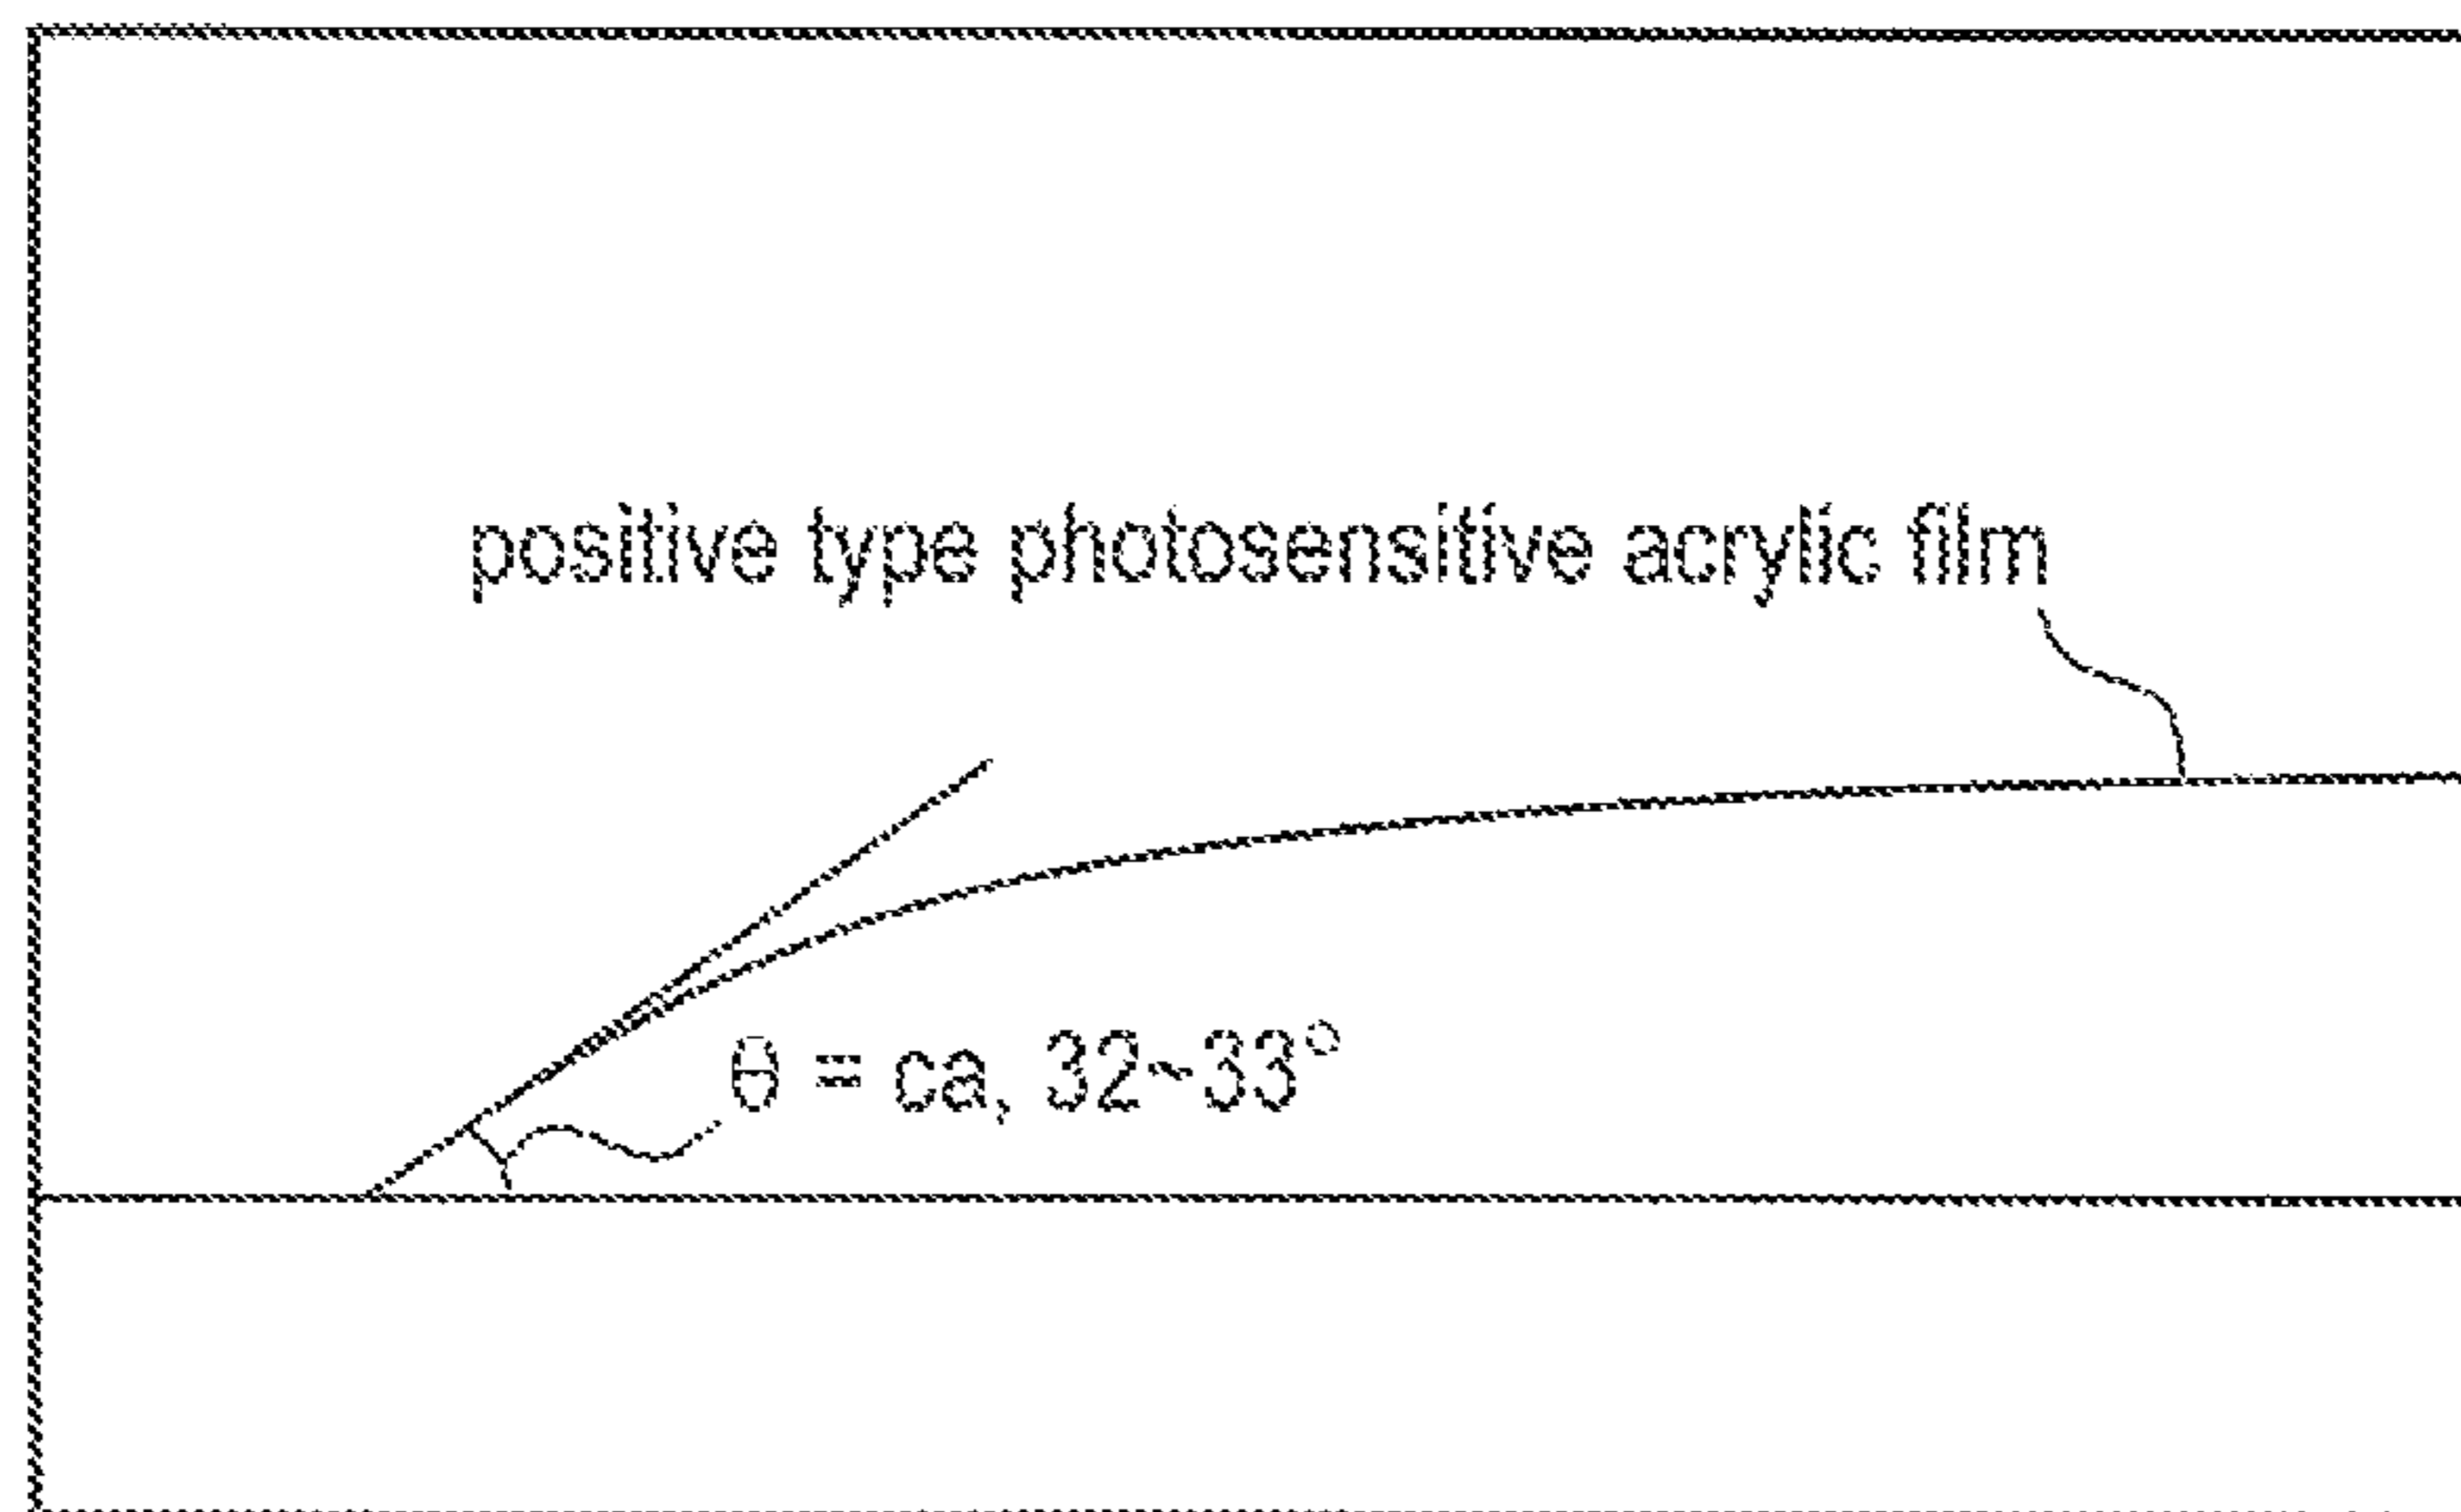 positive type photosensitive acrylic film
θ = ca, 32~33°